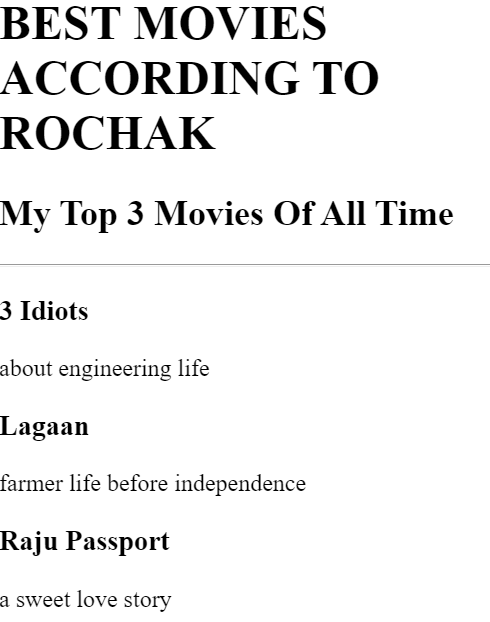 BEST MOVIES
ACCORDING TO
ROCHAK
My Top 3 Movies Of All Time
3 Idiots
about engineering life
Lagaan
farmer life before independence
Raju Passport
a sweet love story